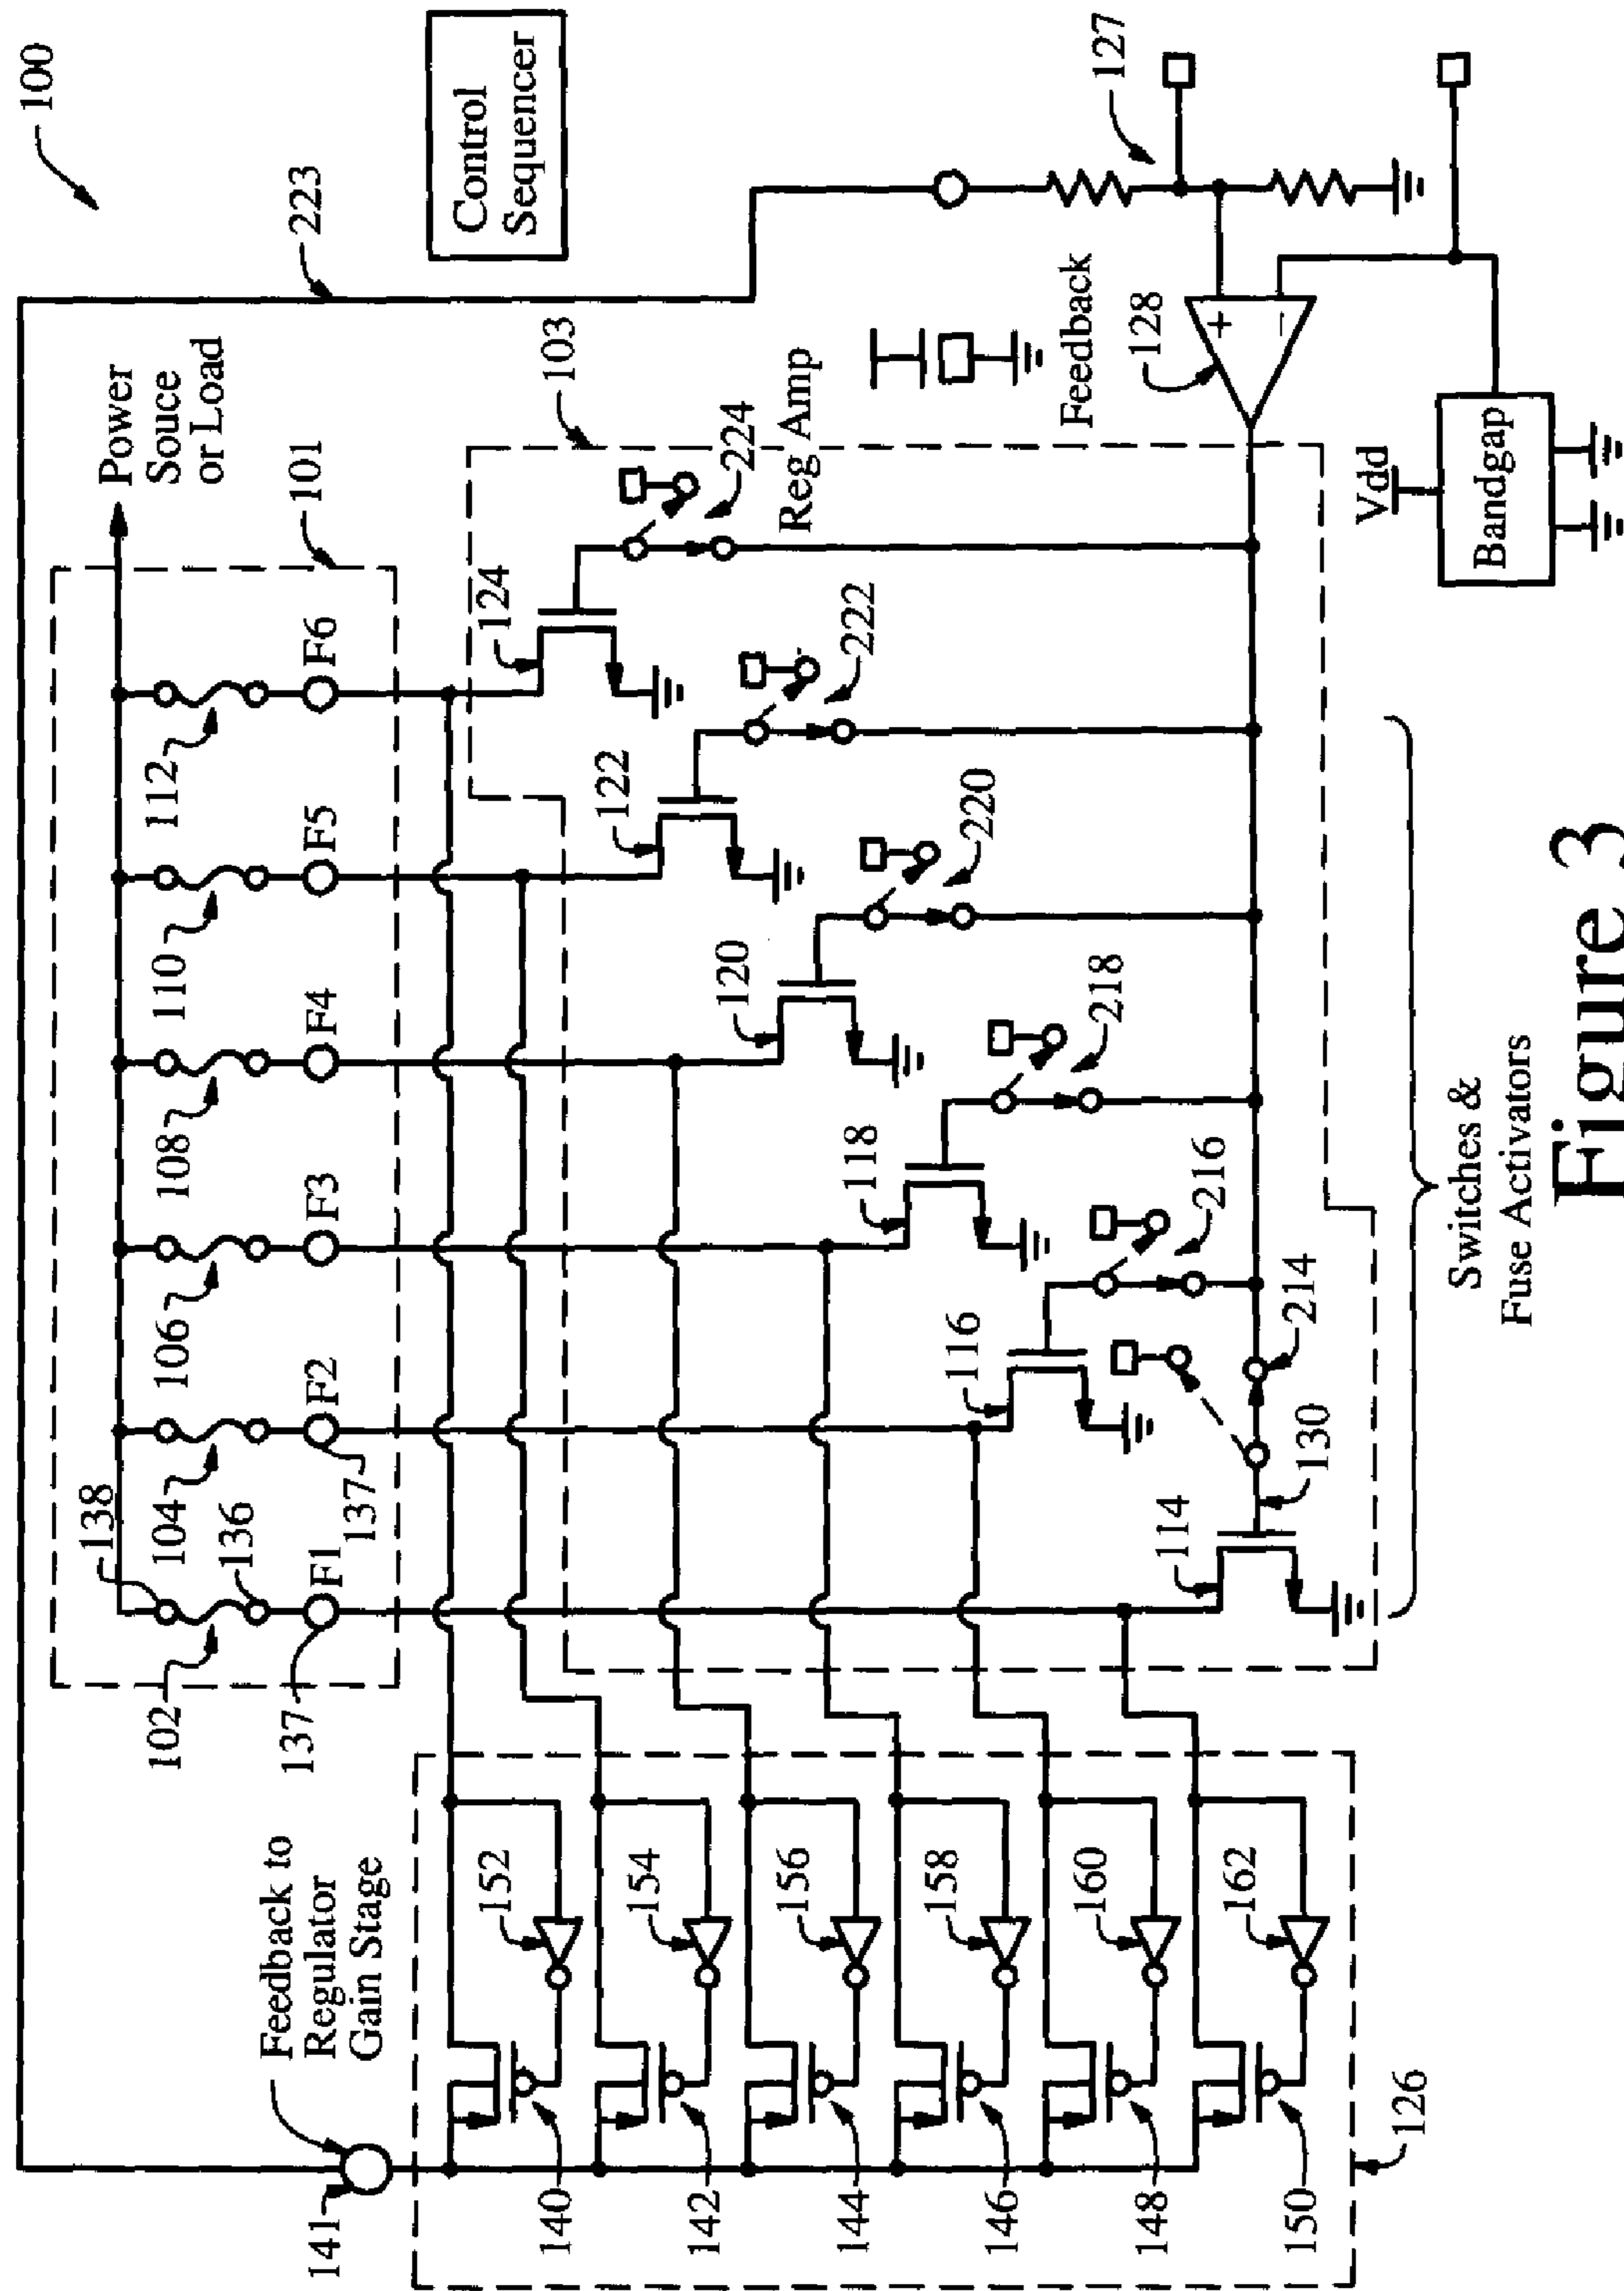 100
223
Control
Sequencer
Power
Souce
or Load
101
103
138
102
104
106
108
110
112
136
137
137
F1
F2
F3
F4
F5
F6
Feedback to
Regulator
Gain Stage
141
152
154
156
158
160
162
140
142
144
146
148
150
126
114
116
118
120
122
124
130
214
216
218
220
222
224
Reg Amp
Feedback
127
128
+
−
Vdd
Bandgap
Switches &
Fuse Activators
Figure 3